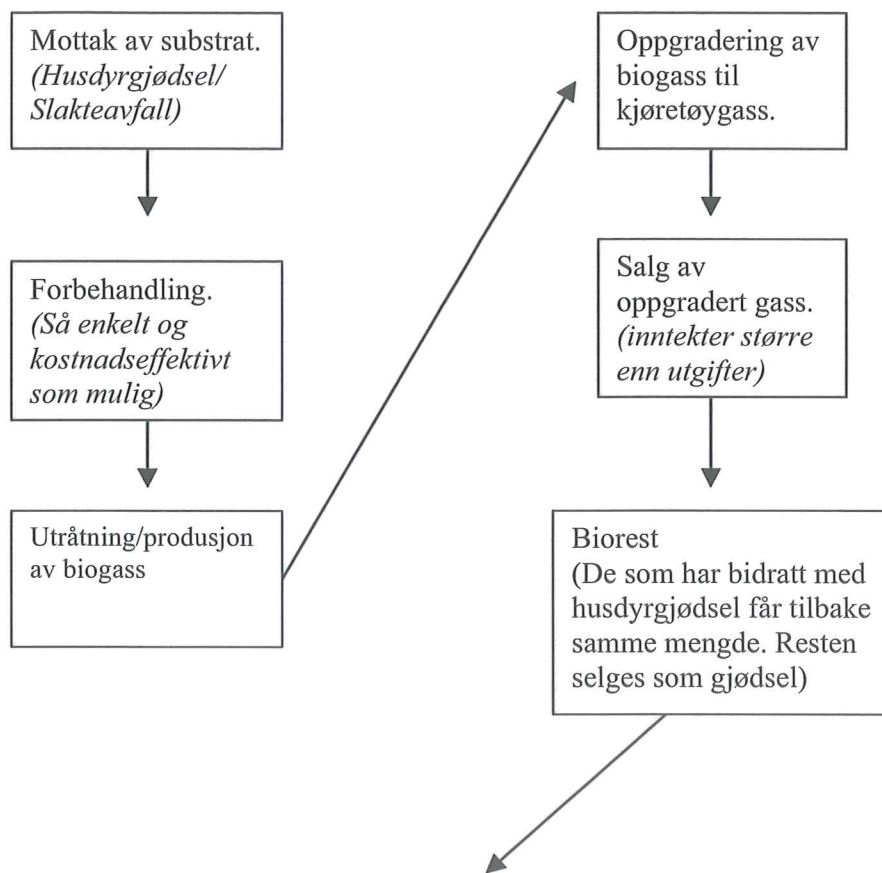 Mottak av substrat.
(Husdyrgjødsel/
Slakteavfall)
Forbehandling.
(Så enkelt og
kostnadseffektivt
som mulig)
Utråtning/produsjon
av biogass
Oppgradering av
biogass til
kjøretøygass.
Salg av
oppgradert gass.
(inntekter større
enn utgifter)
Biorest
(De som har bidratt med
husdyrgjødsel får tilbake
samme mengde. Resten
selges som gjødsel)